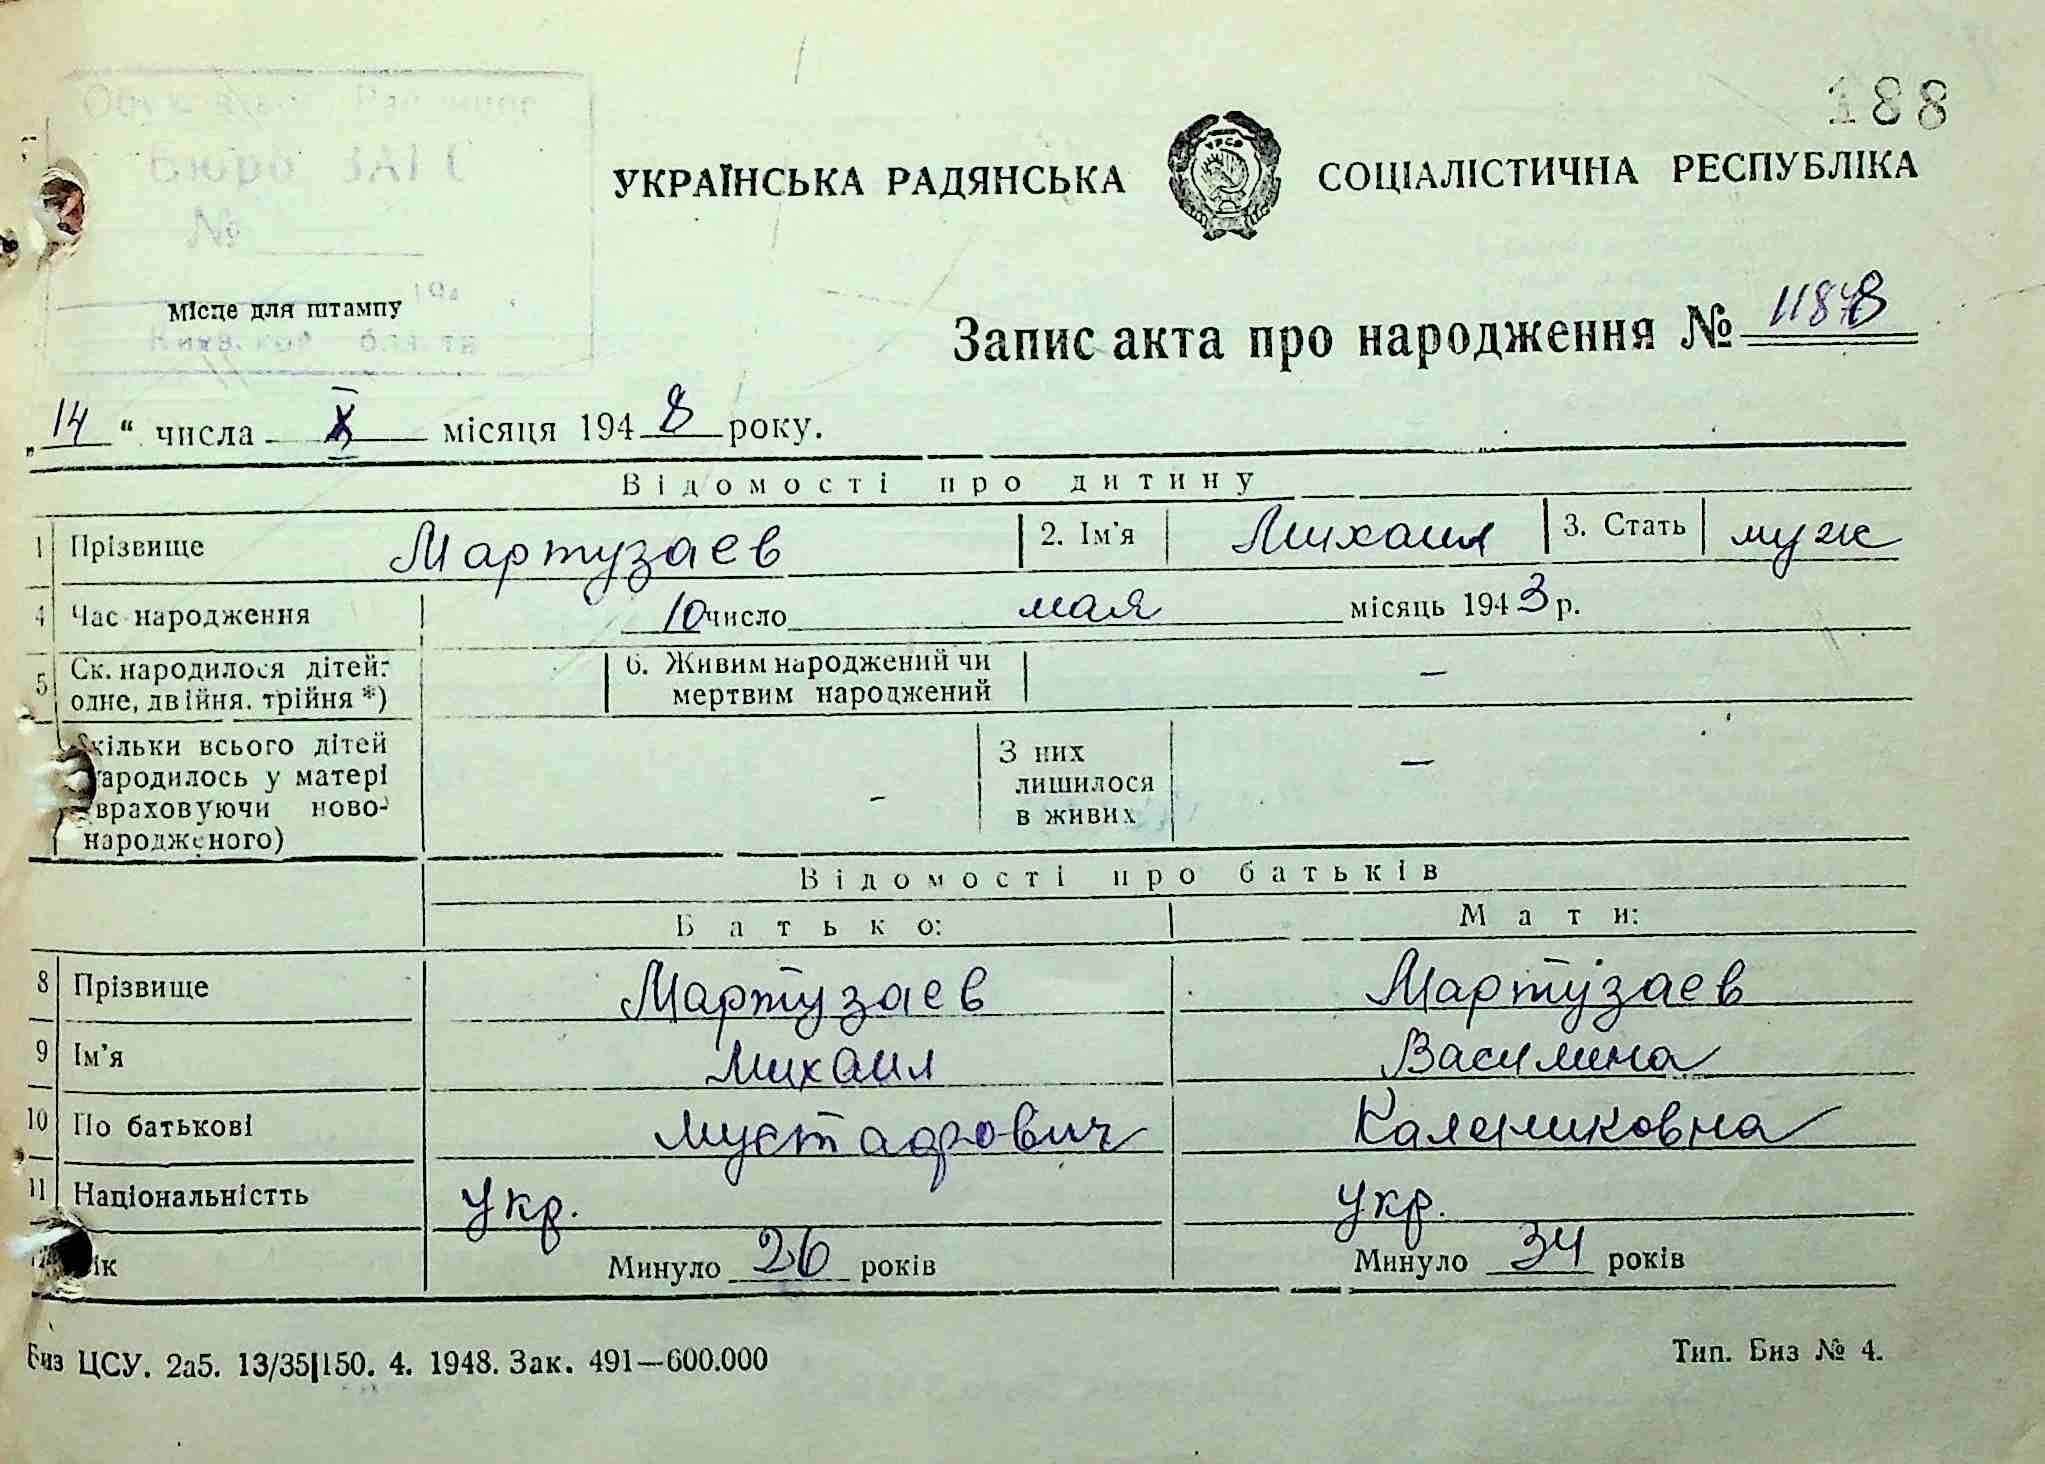 188
Бюро ЗАГС
№
194
Місце для штампу
УКРАЇНСЬКА РАДЯНСЬКА СОЦІАЛІСТИЧНА РЕСПУБЛІКА
УРСР
Запис акта про народження №
„14“ числа X місяця 1948 року.
Відомості про дитину
1 Прізвище Мартузаев 2. Ім'я Михаил 3. Стать муж
4 Час народження 10 число мая місяць 1943 р.
5 Ск. народилося дітей: одне, двійня, трійня *) 6. Живим народжений чи мертвим народжений —
Скільки всього дітей народилось у матері (враховуючи новонародженого) - З них лишилося в живих —
Відомості про батьків
Батько: Мати:
8 Прізвище Мартузаев Мартузаев
9 Ім'я Михаил Василина
10 По батькові Мустафович Калениковна
11 Національністть Укр. Укр.
12 Вік Минуло 26 років Минуло 34 років
Биз ЦСУ. 2а5. 13/35|150. 4. 1948. Зак. 491—600.000 Тип. Биз № 4.